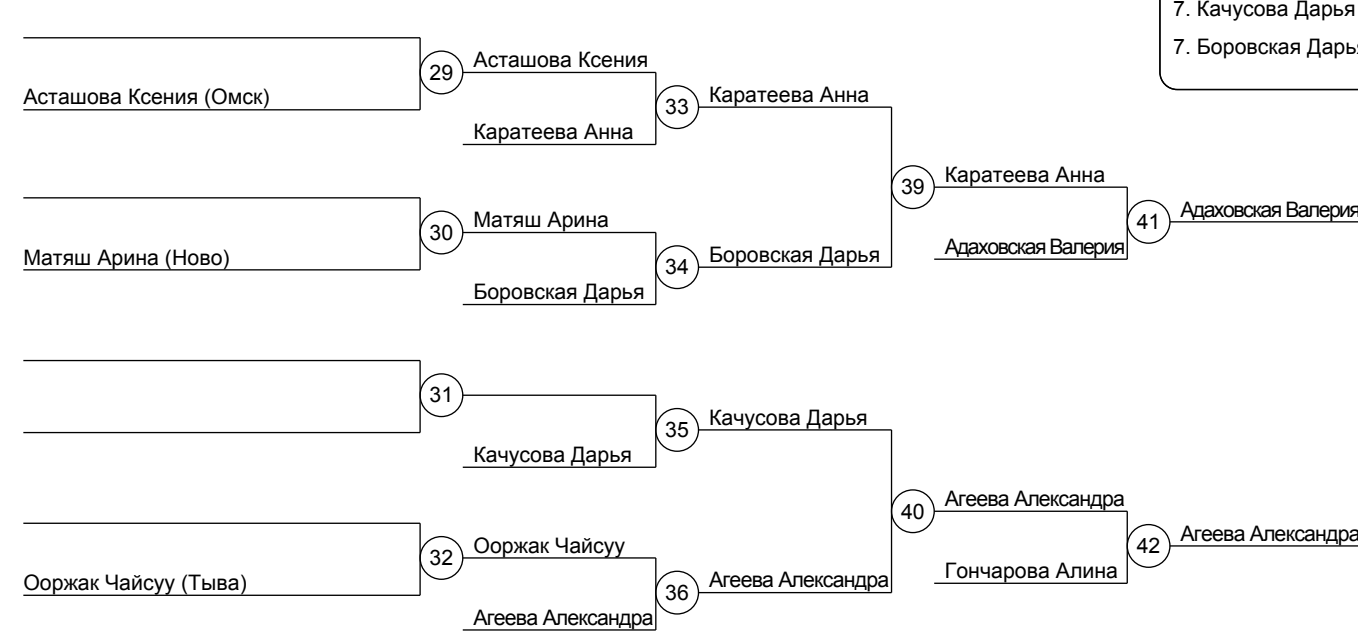 7. Качусова Дарья
7. Боровская Дарья
Асташова Ксения (Омск)
29
Асташова Ксения
Каратеева Анна
33
Каратеева Анна
Матяш Арина (Ново)
30
Матяш Арина
Боровская Дарья
34
Боровская Дарья
39
Каратеева Анна
Адаховская Валерия
41
Адаховская Валерия
31
Качусова Дарья
35
Качусова Дарья
Ооржак Чайсуу (Тыва)
32
Ооржак Чайсуу
Агеева Александра
36
Агеева Александра
40
Агеева Александра
Гончарова Алина
42
Агеева Александра